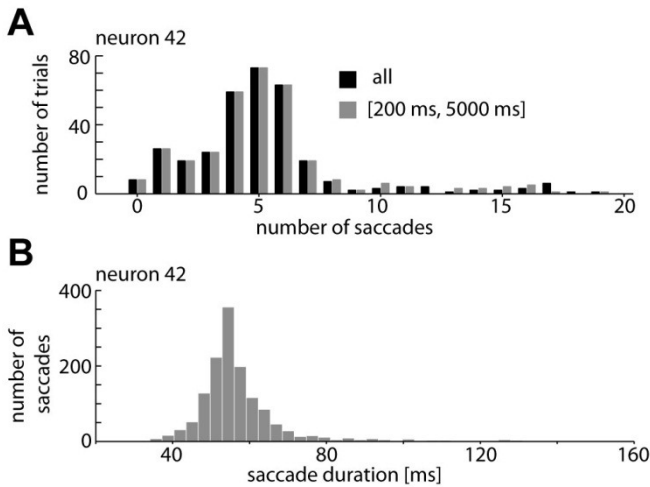 A
neuron 42
number of trials
80
40
0
all
[200 ms, 5000 ms]
0 5 10 15 20
number of saccades
B
neuron 42
number of
saccades
400
200
0
40 80 120 160
saccade duration [ms]